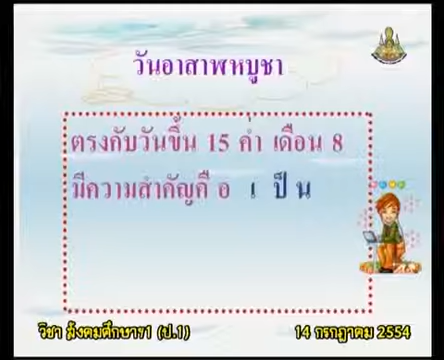 วันอาสาฬหบูชา
ตรงกับวันขึ้น 15 ค่ำ เดือน 8
มีความสำคัญคือ เป็น
วิชา สังคมศึกษาฯ1 (ป.1)
14 กรกฎาคม 2554